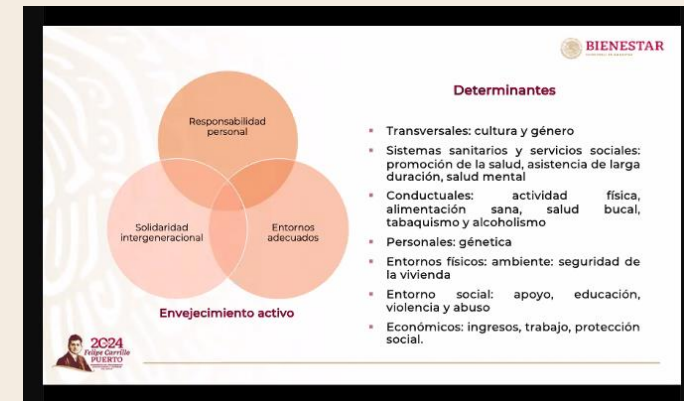 BIENESTAR
Determinantes
Responsabilidad
personal
Solidaridad
intergeneracional
Entornos
adecuados
Envejecimiento activo
Transversales: cultura y género
Sistemas sanitarios y servicios sociales:
promoción de la salud, asistencia de larga
duración, salud mental
Conductuales: actividad física,
alimentación sana, salud bucal,
tabaquismo y alcoholismo
Personales: génetica
Entornos físicos: ambiente: seguridad de
la vivienda
Entorno social: apoyo, educación,
violencia y abuso
Económicos: ingresos, trabajo, protección
social.
2024
Felipe Carrillo
PUERTO